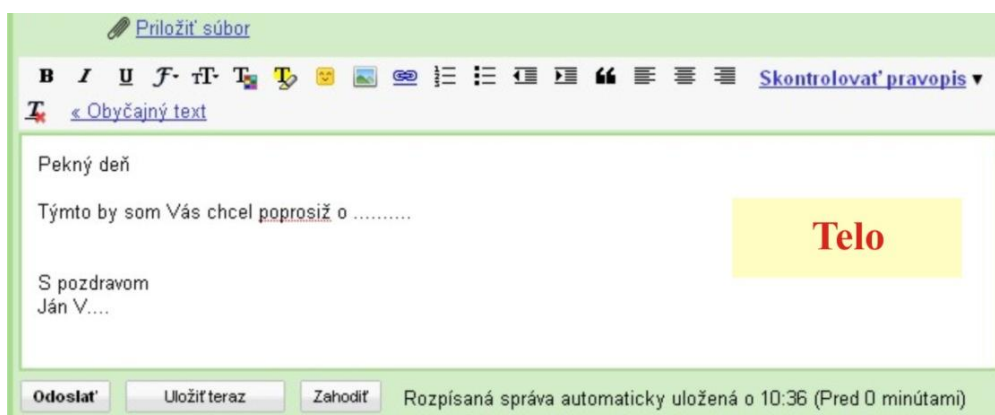 Priložiť súbor
B I U F T T T Skontrolovať pravopis ▼
T « Obyčajný text
Pekný deň
Týmto by som Vás chcel poprosiž o ..........
Telo
S pozdravom
Ján V....
Odoslať Uložiť teraz Zahodiť Rozpísaná správa automaticky uložená o 10:36 (Pred 0 minútami)